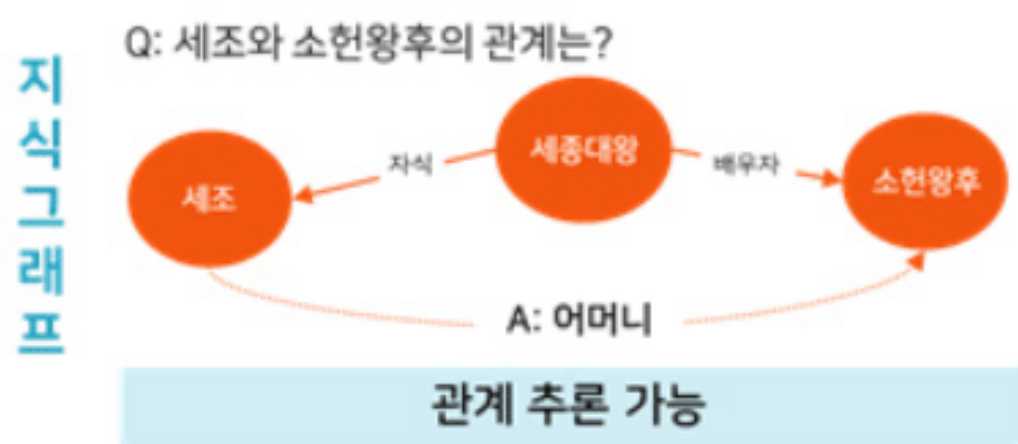 지식그래프
Q: 세조와 소헌왕후의 관계는?
세조
자식
세종대왕
배우자
소헌왕후
A: 어머니
관계 추론 가능